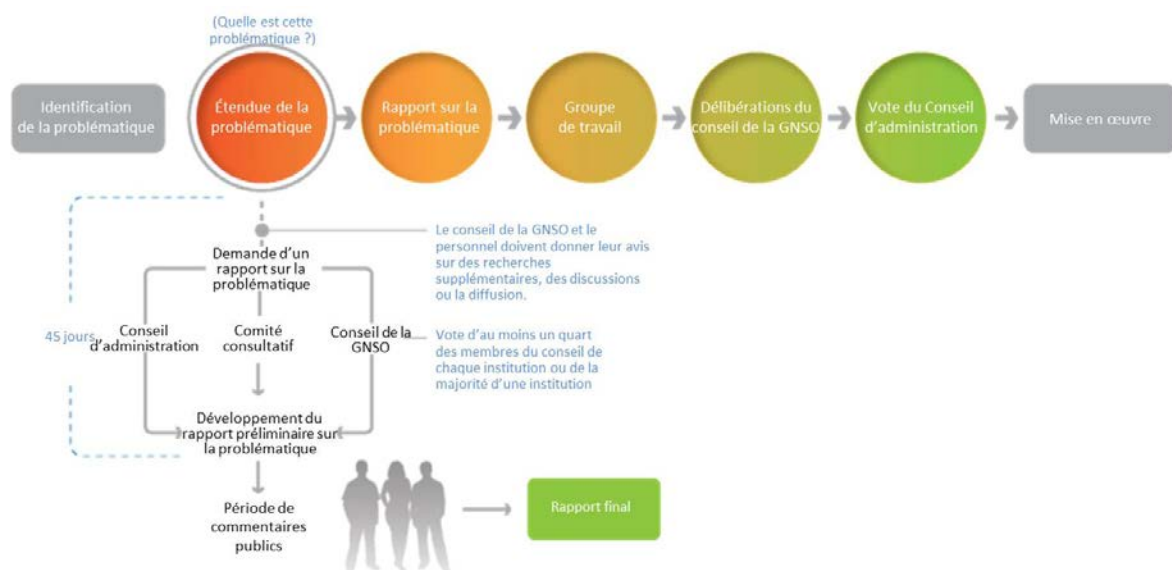 (Quelle est cette
problématique ?)
Identification
de la problématique
Étendue de la
problématique
Rapport sur la
problématique
Groupe
de travail
Délibérations du
conseil de la GNSO
Vote du Conseil
d'administration
Mise en œuvre
Le conseil de la GNSO et le
personnel doivent donner leur avis
sur des recherches
supplémentaires, des discussions
ou la diffusion.
Demande d'un
rapport sur la
problématique
45 jours
Conseil
d'administration
Comité
consultatif
Conseil de la
GNSO
Vote d'au moins un quart
des membres du conseil de
chaque institution ou de la
majorité d'une institution
Développement du
rapport préliminaire sur
la problématique
Période de
commentaires
publics
Rapport final